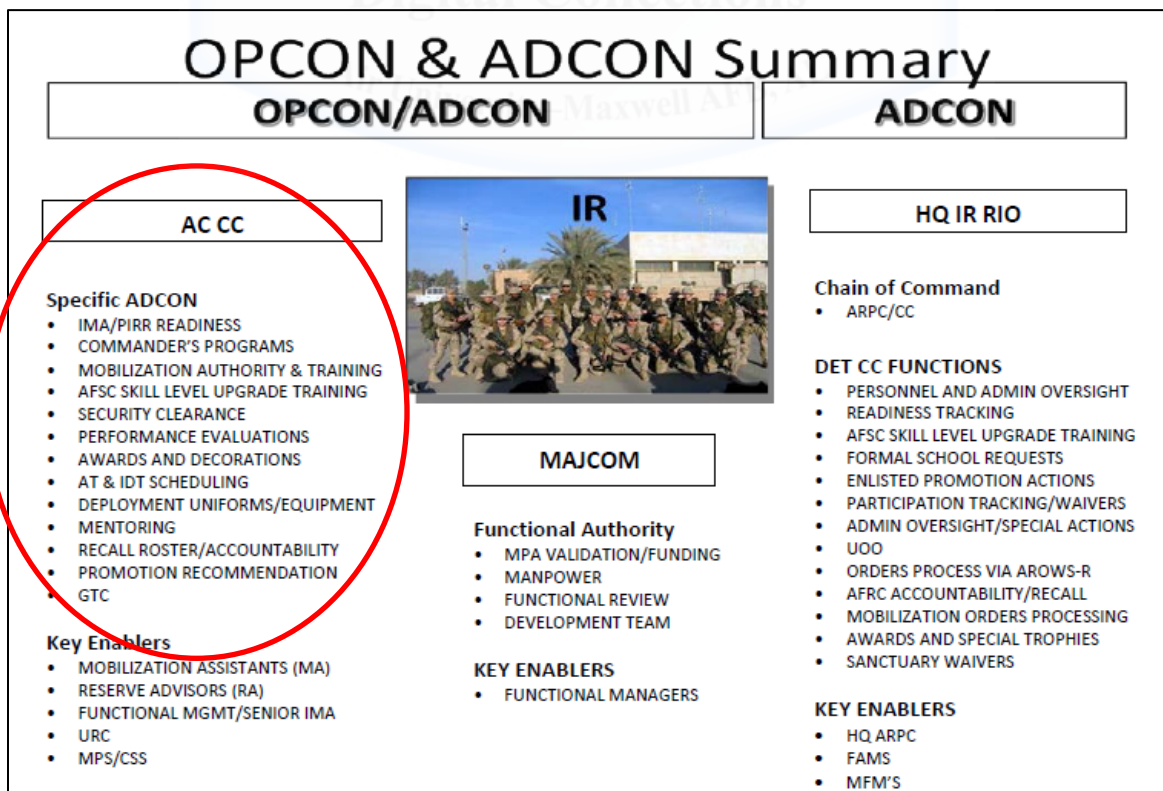 Digital Collections
OPCON & ADCON Summary
OPCON/ADCON
ADCON
Maxwell AFB, A
AC CC
Specific ADCON
• IMA/PIRR READINESS
• COMMANDER'S PROGRAMS
• MOBILIZATION AUTHORITY & TRAINING
• AFSC SKILL LEVEL UPGRADE TRAINING
• SECURITY CLEARANCE
• PERFORMANCE EVALUATIONS
• AWARDS AND DECORATIONS
• AT & IDT SCHEDULING
• DEPLOYMENT UNIFORMS/EQUIPMENT
• MENTORING
• RECALL ROSTER/ACCOUNTABILITY
• PROMOTION RECOMMENDATION
• GTC
Key Enablers
• MOBILIZATION ASSISTANTS (MA)
• RESERVE ADVISORS (RA)
• FUNCTIONAL MGMT/SENIOR IMA
• URC
• MPS/CSS
IR
MAJCOM
Functional Authority
• MPA VALIDATION/FUNDING
• MANPOWER
• FUNCTIONAL REVIEW
• DEVELOPMENT TEAM
KEY ENABLERS
• FUNCTIONAL MANAGERS
HQ IR RIO
Chain of Command
• ARPC/CC
DET CC FUNCTIONS
• PERSONNEL AND ADMIN OVERSIGHT
• READINESS TRACKING
• AFSC SKILL LEVEL UPGRADE TRAINING
• FORMAL SCHOOL REQUESTS
• ENLISTED PROMOTION ACTIONS
• PARTICIPATION TRACKING/WAIVERS
• ADMIN OVERSIGHT/SPECIAL ACTIONS
• UOO
• ORDERS PROCESS VIA AROWS-R
• AFRC ACCOUNTABILITY/RECALL
• MOBILIZATION ORDERS PROCESSING
• AWARDS AND SPECIAL TROPHIES
• SANCTUARY WAIVERS
KEY ENABLERS
• HQ ARPC
• FAMS
• MFM'S